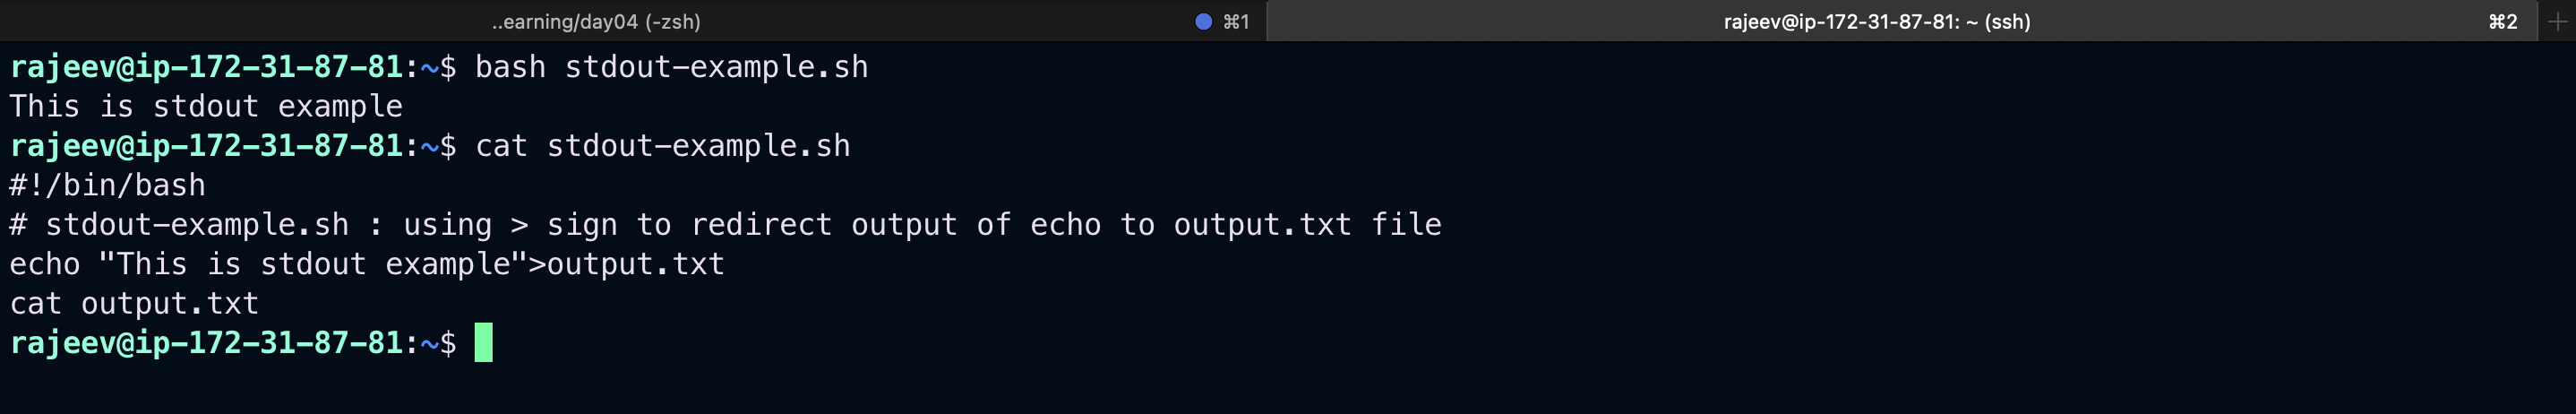 ..earning/day04 (-zsh) ⌘1 rajeev@ip-172-31-87-81: ~ (ssh) ⌘2
rajeev@ip-172-31-87-81:~$ bash stdout-example.sh
This is stdout example
rajeev@ip-172-31-87-81:~$ cat stdout-example.sh
#!/bin/bash
# stdout-example.sh : using > sign to redirect output of echo to output.txt file
echo "This is stdout example">output.txt
cat output.txt
rajeev@ip-172-31-87-81:~$